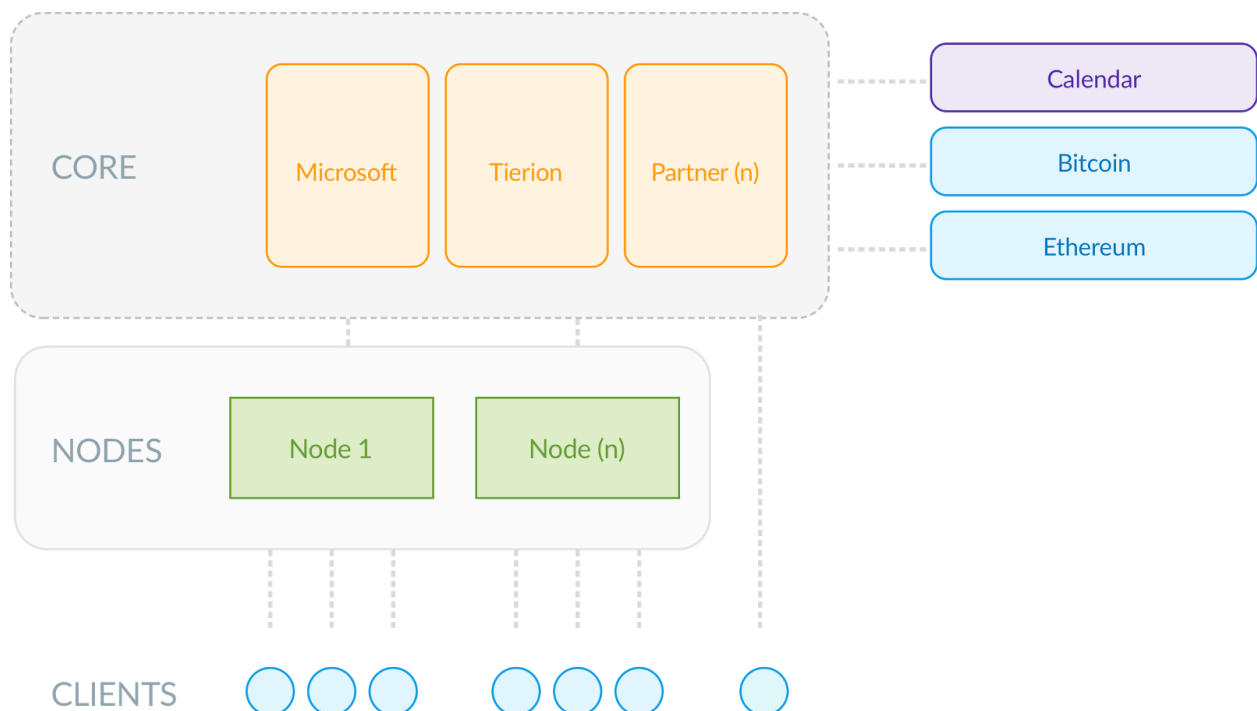 CORE
Microsoft
Tierion
Partner (n)
Calendar
Bitcoin
Ethereum
NODES
Node 1
Node (n)
CLIENTS